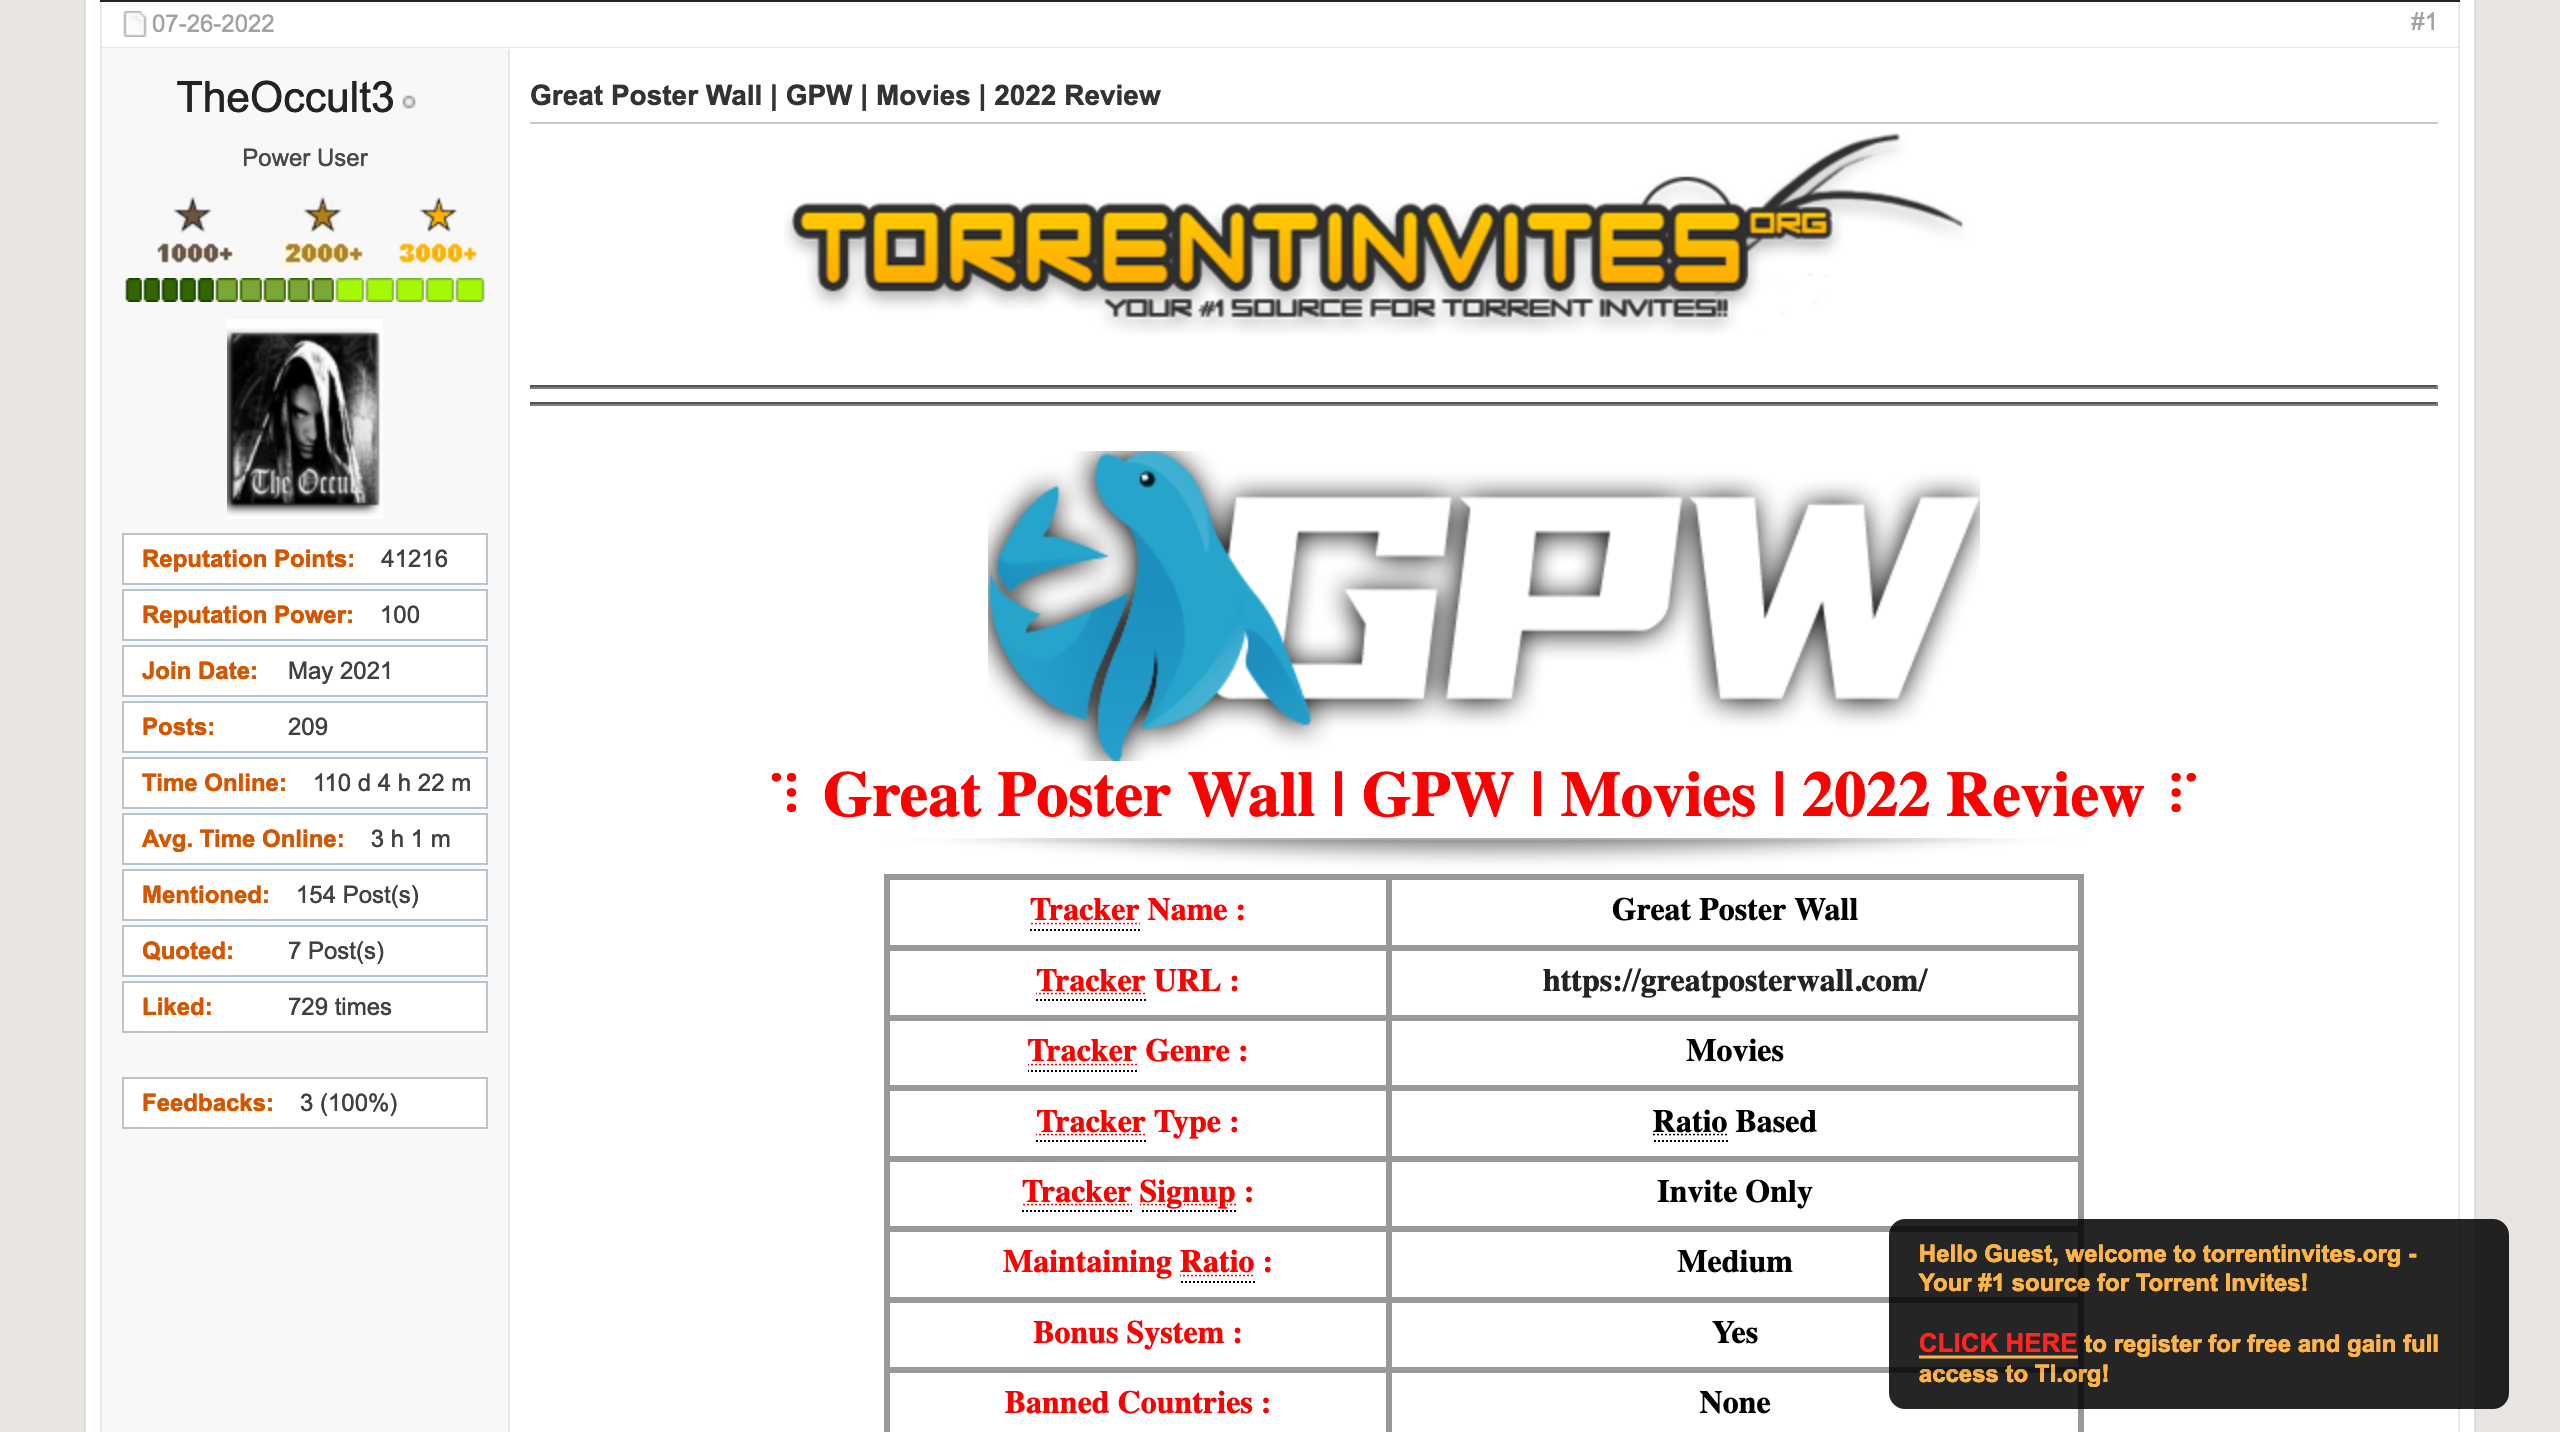 07-26-2022
#1
TheOccult3
Power User
1000+ 2000+ 3000+
The Occult
Reputation Points: 41216
Reputation Power: 100
Join Date: May 2021
Posts: 209
Time Online: 110 d 4 h 22 m
Avg. Time Online: 3 h 1 m
Mentioned: 154 Post(s)
Quoted: 7 Post(s)
Liked: 729 times
Feedbacks: 3 (100%)
Great Poster Wall | GPW | Movies | 2022 Review
TORRENTINVITES ORG
YOUR #1 SOURCE FOR TORRENT INVITES!!
GPW
⠙⠇ Great Poster Wall | GPW | Movies | 2022 Review ⠸⠋
Tracker Name : Great Poster Wall
Tracker URL : https://greatposterwall.com/
Tracker Genre : Movies
Tracker Type : Ratio Based
Tracker Signup : Invite Only
Maintaining Ratio : Medium
Bonus System : Yes
Banned Countries : None
Hello Guest, welcome to torrentinvites.org -
Your #1 source for Torrent Invites!
CLICK HERE to register for free and gain full
access to TI.org!